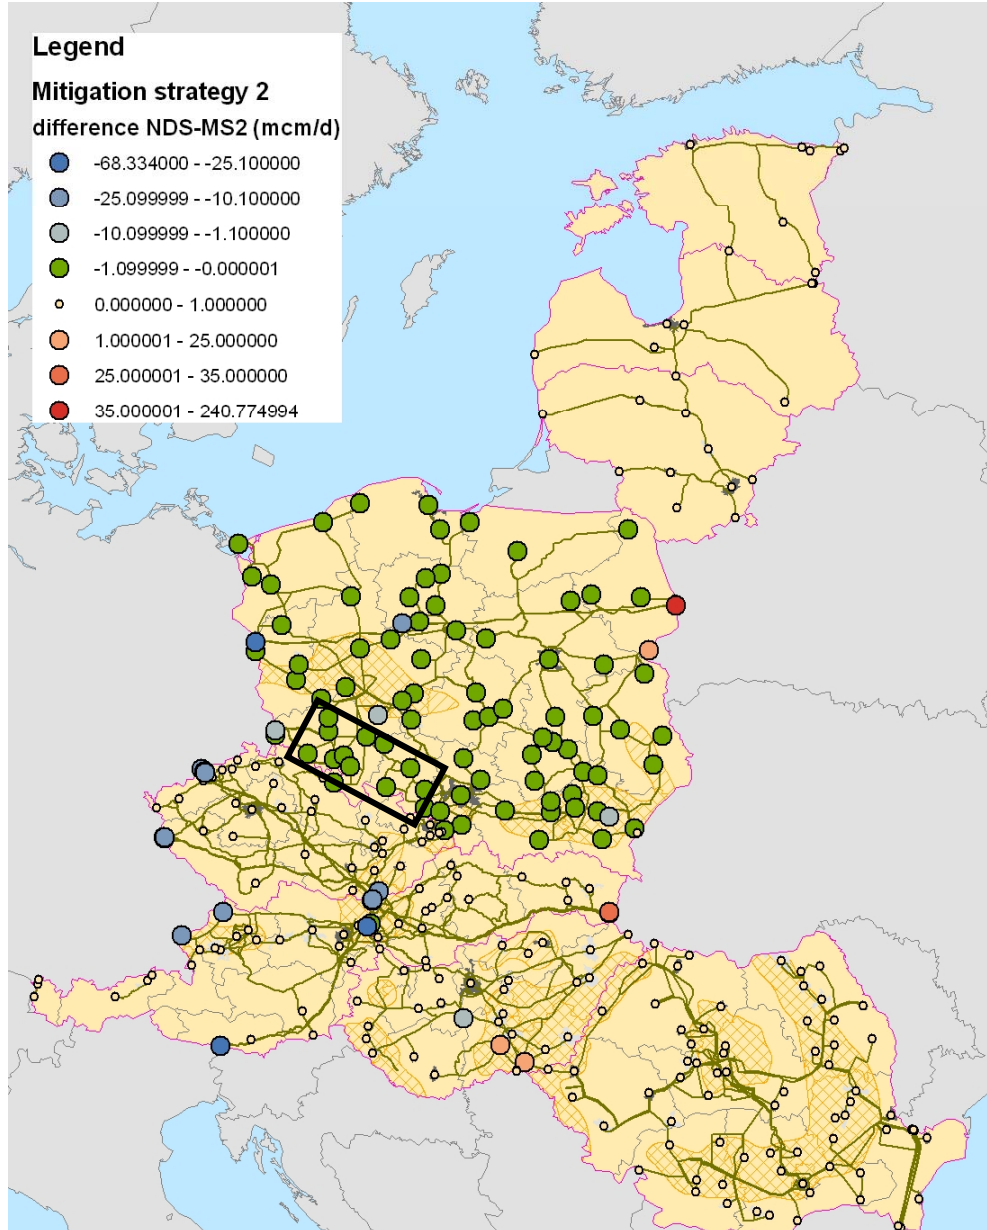 Legend
Mitigation strategy 2
difference NDS-MS2 (mcm/d)
-68.334000 - -25.100000
-25.099999 - -10.100000
-10.099999 - -1.100000
-1.099999 - -0.000001
0.000000 - 1.000000
1.000001 - 25.000000
25.000001 - 35.000000
35.000001 - 240.774994